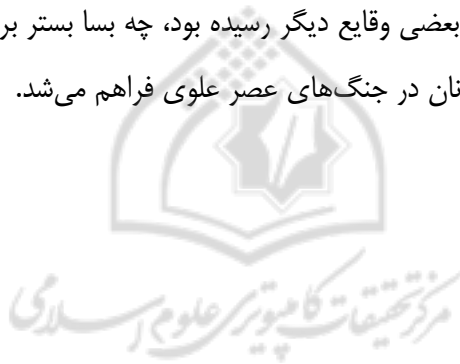 بعضی وقایع دیگر رسیده بود، چه بسا بستر بر
نان در جنگ‌های عصر علوی فراهم می‌شد.
مرکز تحقیقات کامپیوتری علوم اسلامی